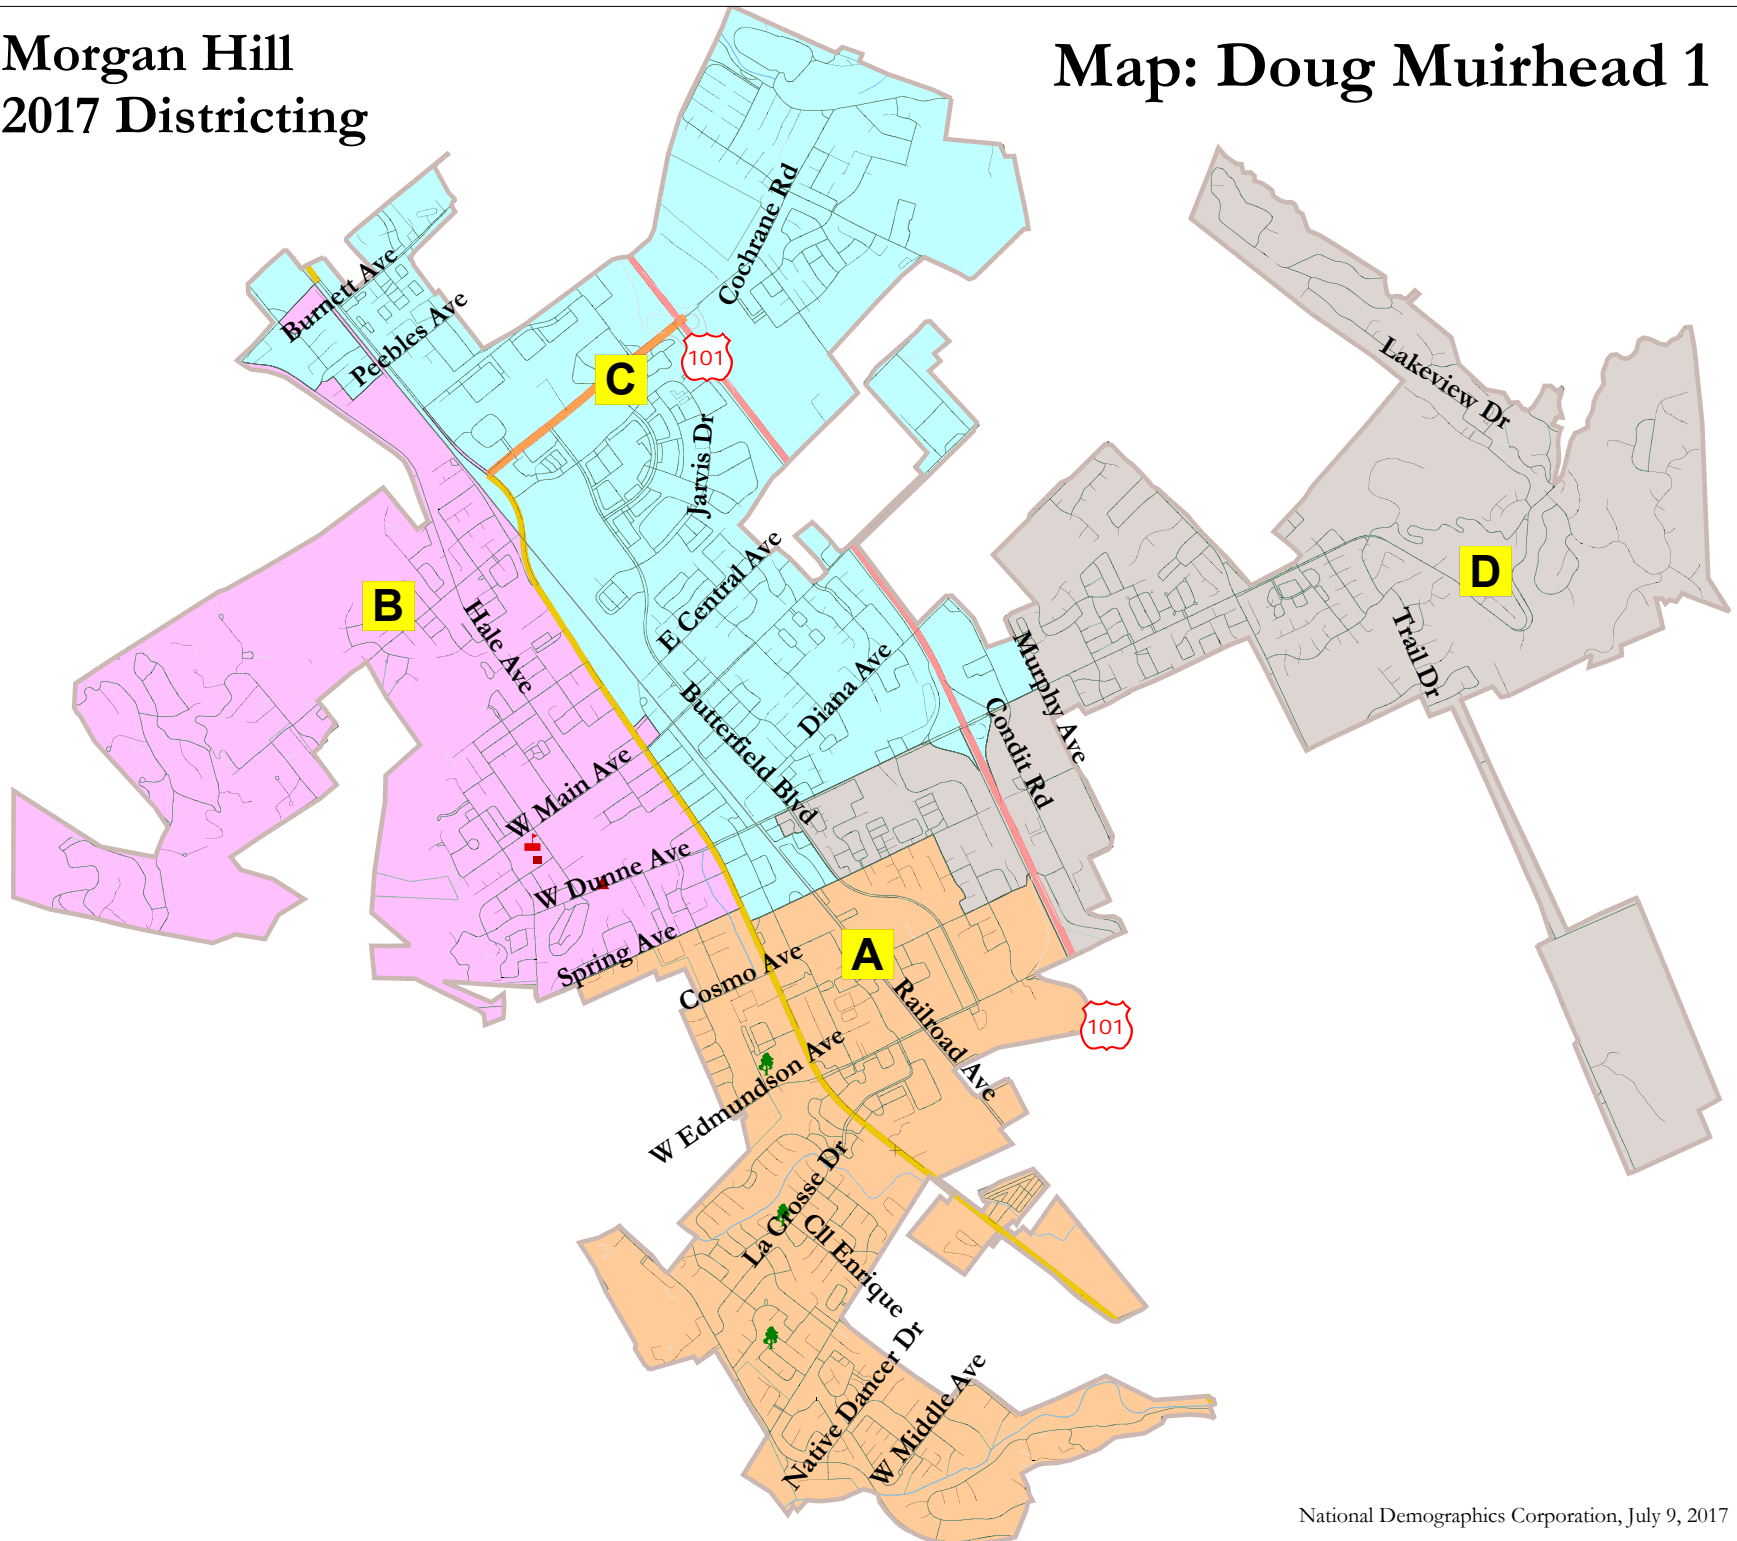 Morgan Hill
2017 Districting
Map: Doug Muirhead 1
Cochrane Rd
Burnett Ave
Peebles Ave
101
C
Lakeview Dr
Jarvis Dr
E Central Ave
D
B
Hale Ave
Trail Dr
Murphy Ave
Diana Ave
Butterfield Blvd
Condit Rd
W Main Ave
W Dunne Ave
Spring Ave
A
Cosmo Ave
Railroad Ave
101
W Edmundson Ave
La Crosse Dr
Cll Enrique
Native Dancer Dr
W Middle Ave
National Demographics Corporation, July 9, 2017